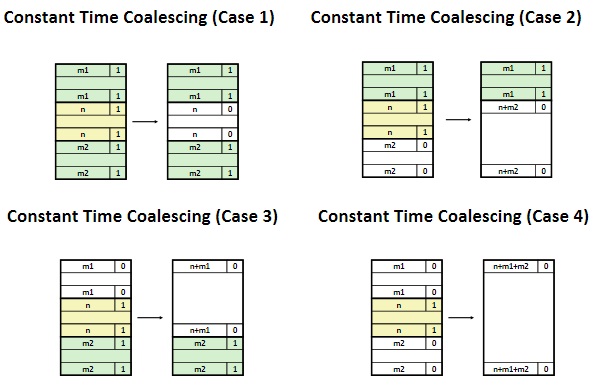 Constant Time Coalescing (Case 1)
m1 1
m1 1
n 1
n 1
m2 1
m2 1
m1 1
m1 1
n 0
n 0
m2 1
m2 1
Constant Time Coalescing (Case 2)
m1 1
m1 1
n 1
n 1
m2 0
m2 0
m1 1
m1 1
n+m2 0
n+m2 0
Constant Time Coalescing (Case 3)
m1 0
m1 0
n 1
n 1
m2 1
m2 1
n+m1 0
n+m1 0
m2 1
m2 1
Constant Time Coalescing (Case 4)
m1 0
m1 0
n 1
n 1
m2 0
m2 0
n+m1+m2 0
n+m1+m2 0